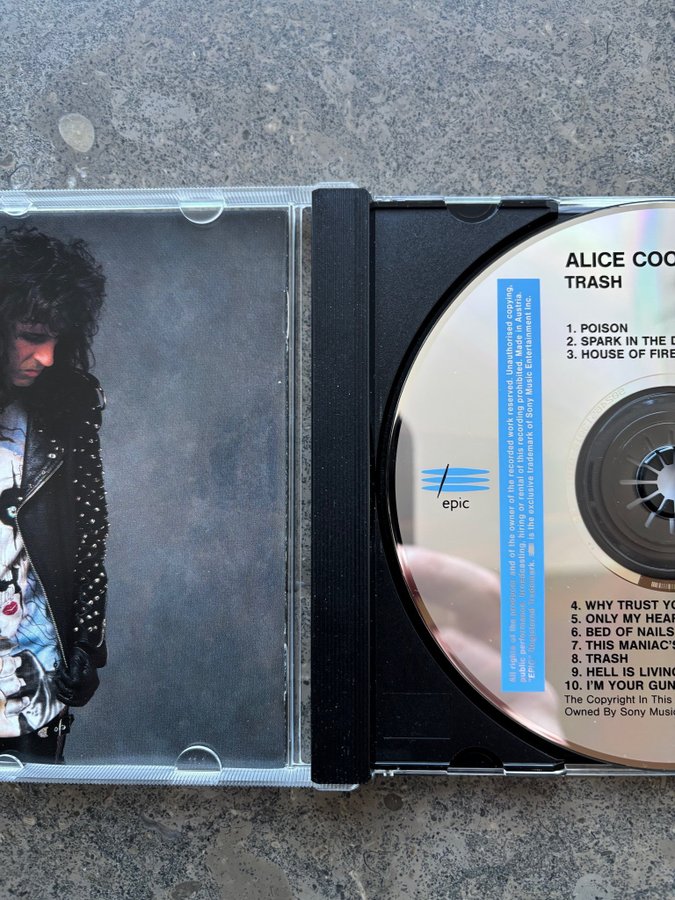 ALICE COO
TRASH
1. POISON
2. SPARK IN THE D
3. HOUSE OF FIRE
All rights of the producer and of the owner of the recorded work reserved. Unauthorised copying,
public performance, broadcasting, hiring or rental of this recording prohibited. Made in Austria.
"EPIC" Registered Trademark. is the exclusive trademark of Sony Music Entertainment Inc.
epic
4. WHY TRUST YO
5. ONLY MY HEAR
6. BED OF NAILS
7. THIS MANIAC'S
8. TRASH
9. HELL IS LIVING
10. I'M YOUR GUN
The Copyright In This
Owned By Sony Music